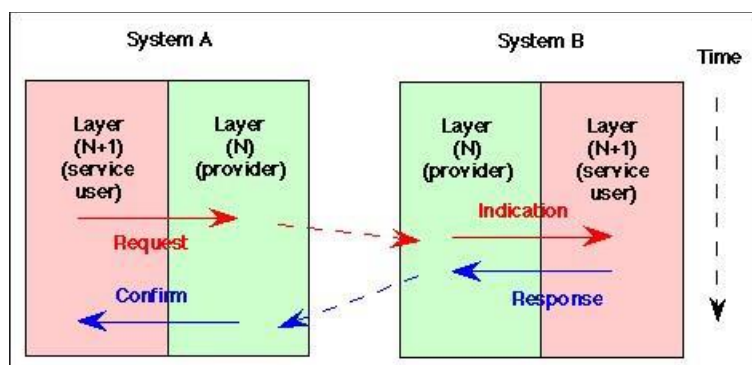 System A
System B
Time
Layer
(N+1)
(service
user)
Layer
(N)
(provider)
Layer
(N)
(provider)
Layer
(N+1)
(service
user)
Request
Indication
Confirm
Response